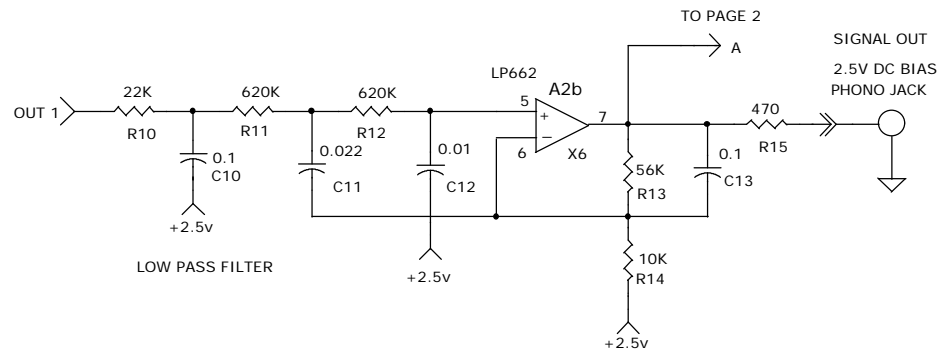 TO PAGE 2
A
SIGNAL OUT
2.5V DC BIAS
PHONO JACK
LP662
A2b
22K
620K
620K
5
+
7
470
OUT 1
R10
R11
R12
6
−
X6
R15
0.1
C10
0.022
C11
0.01
C12
56K
R13
0.1
C13
+2.5v
LOW PASS FILTER
+2.5v
10K
R14
+2.5v